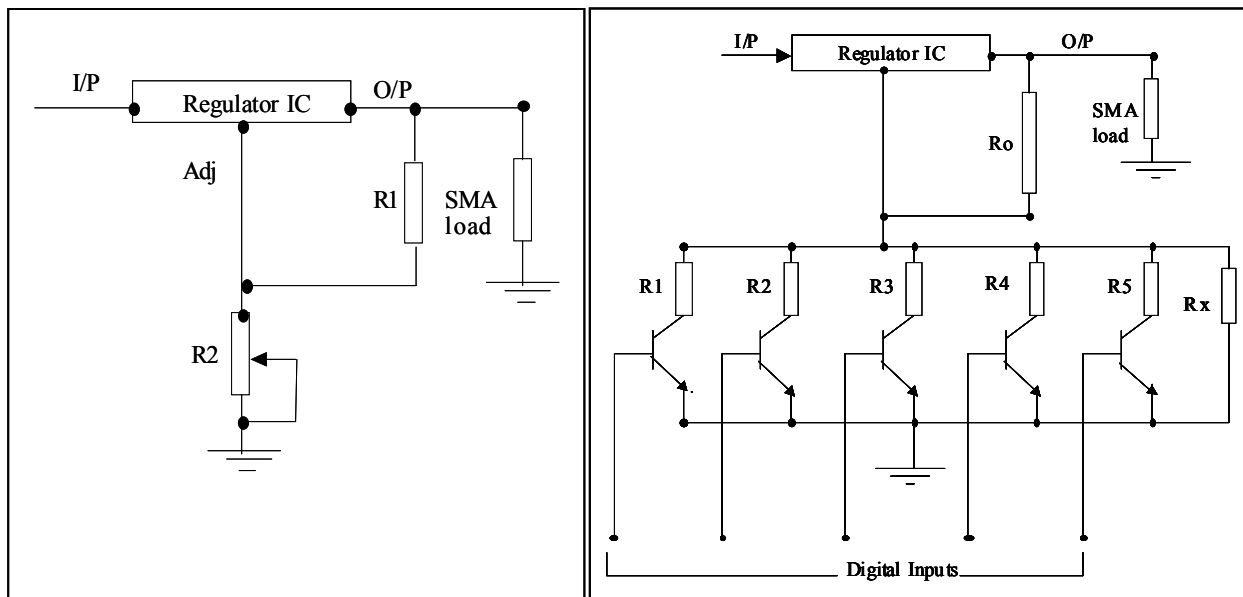 I/P
Regulator IC
O/P
Adj
R1
SMA
load
R2
I/P
Regulator IC
O/P
SMA
load
Ro
R1
R2
R3
R4
R5
Rx
Digital Inputs